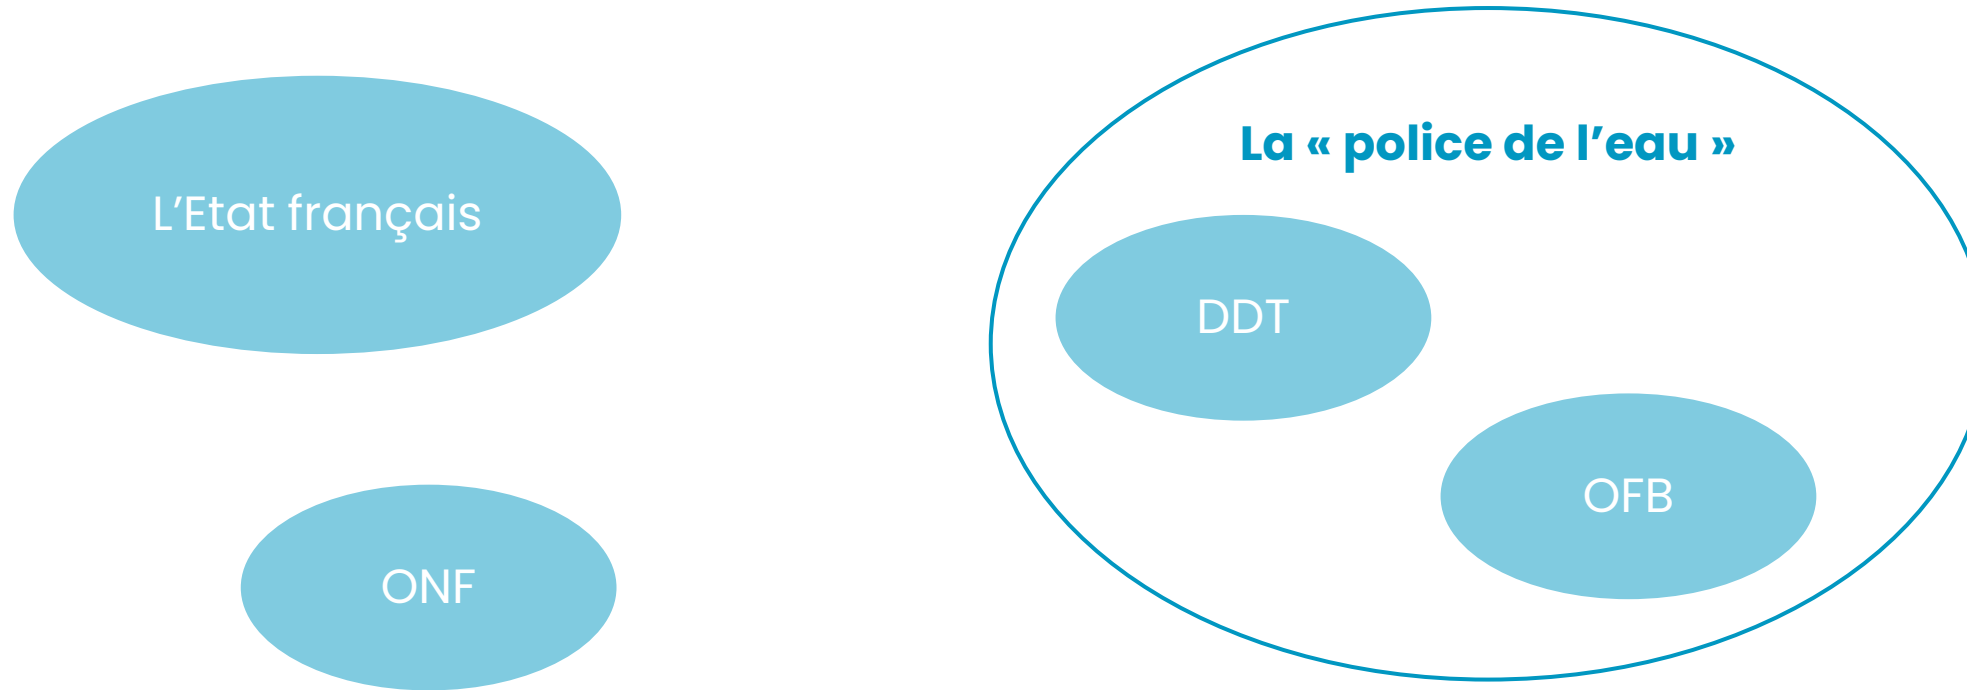 La « police de l’eau »
L’Etat français
DDT
OFB
ONF